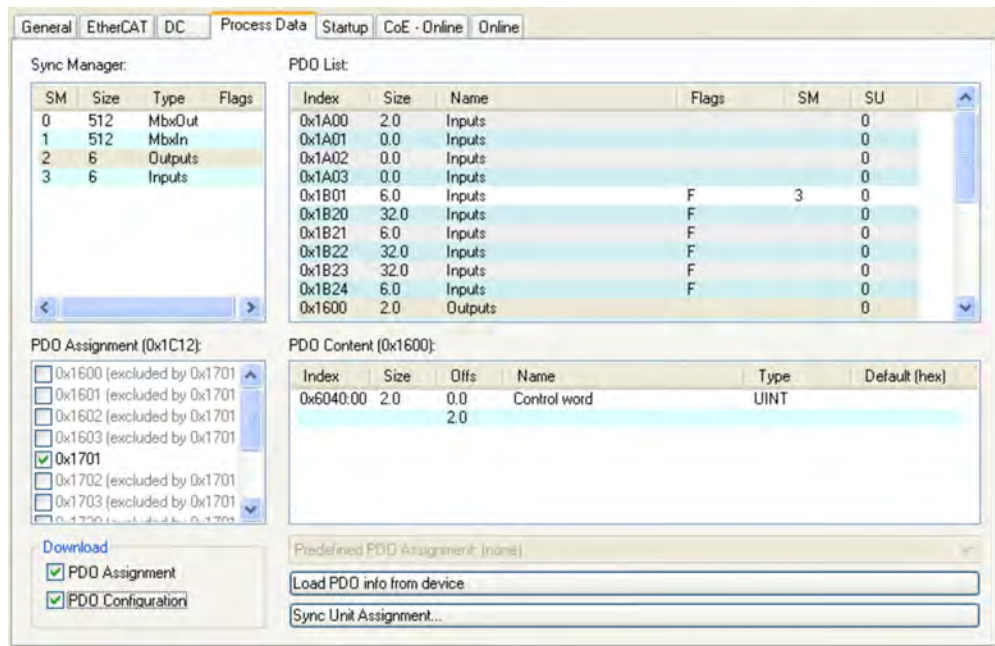 General EtherCAT DC Process Data Startup CoE - Online Online
Sync Manager:
SM Size Type Flags
0 512 MbxOut
1 512 MbxIn
2 6 Outputs
3 6 Inputs
PDO List:
Index Size Name Flags SM SU
0x1A00 2.0 Inputs 0
0x1A01 0.0 Inputs 0
0x1A02 0.0 Inputs 0
0x1A03 0.0 Inputs 0
0x1B01 6.0 Inputs F 3 0
0x1B20 32.0 Inputs F 0
0x1B21 6.0 Inputs F 0
0x1B22 32.0 Inputs F 0
0x1B23 32.0 Inputs F 0
0x1B24 6.0 Inputs F 0
0x1600 2.0 Outputs 0
PDO Assignment (0x1C12):
0x1600 (excluded by 0x1701
0x1601 (excluded by 0x1701
0x1602 (excluded by 0x1701
0x1603 (excluded by 0x1701
0x1701
0x1702 (excluded by 0x1701
0x1703 (excluded by 0x1701
PDO Content (0x1600):
Index Size Offs Name Type Default (hex)
0x6040:00 2.0 0.0 Control word UINT
2.0
Download
PDO Assignment
PDO Configuration
Predefined PDO Assignment: (none)
Load PDO info from device
Sync Unit Assignment...